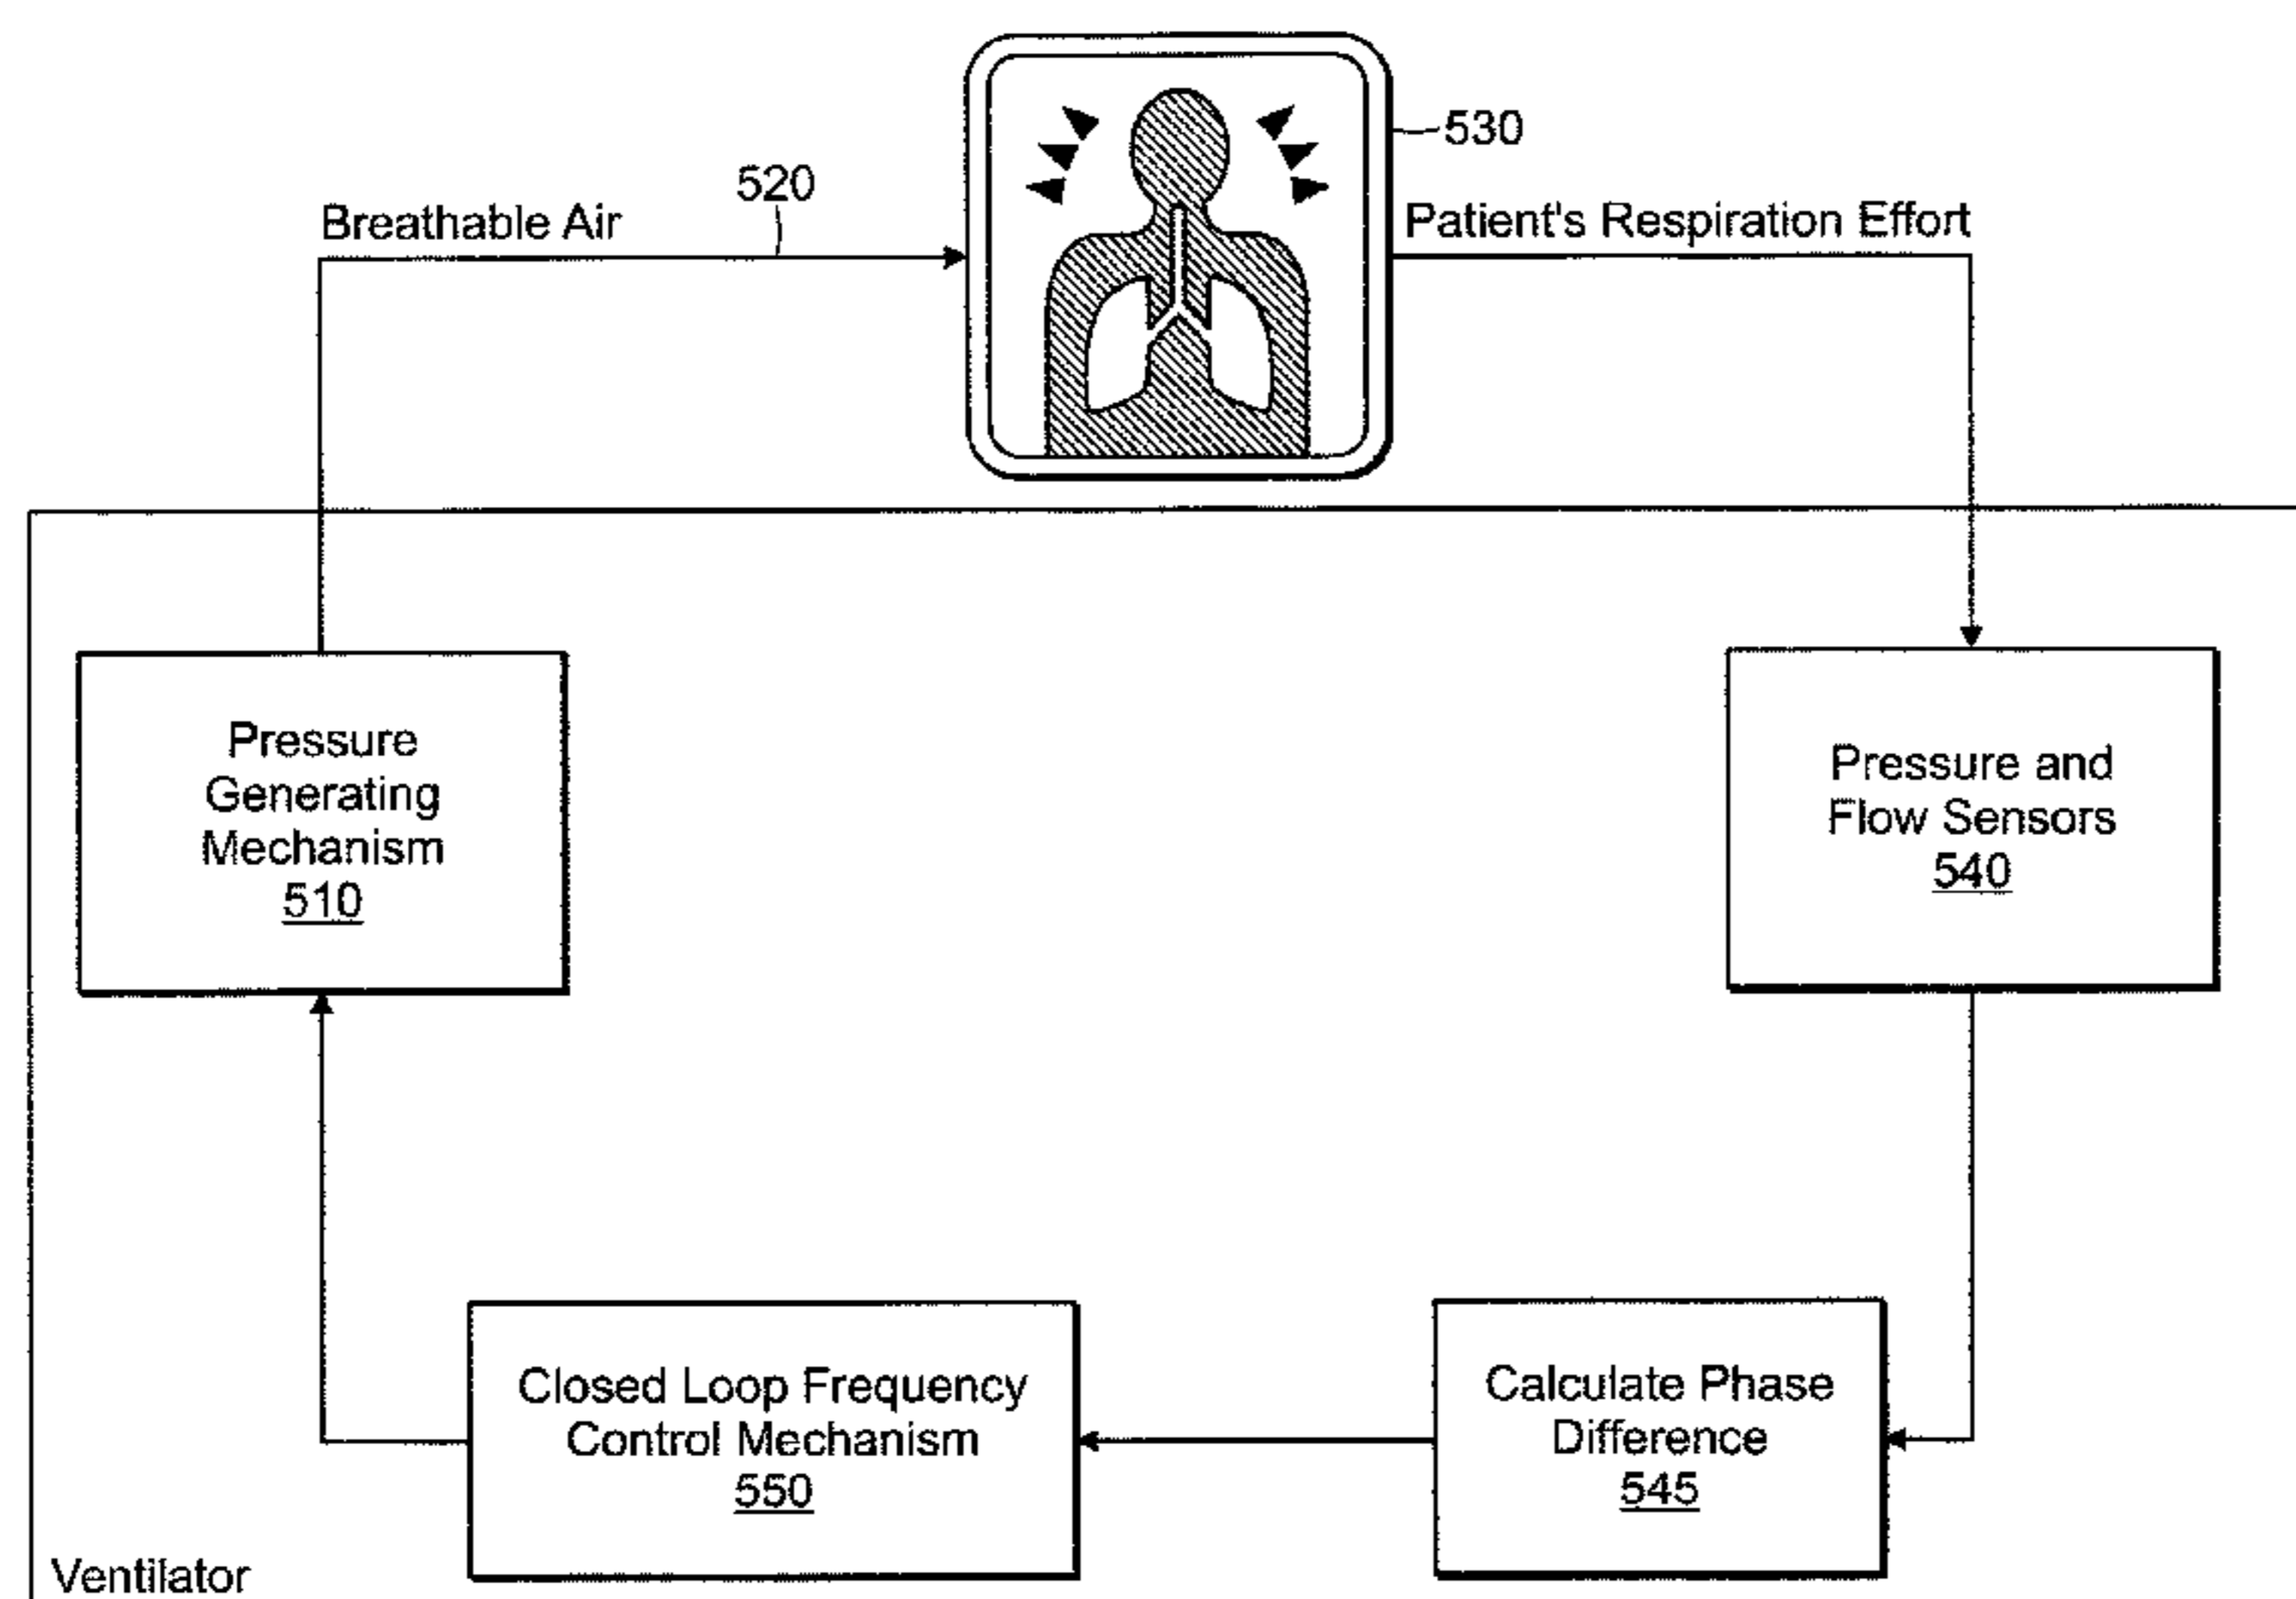 530
520
Breathable Air
Patient's Respiration Effort
Pressure
Generating
Mechanism
510
Pressure and
Flow Sensors
540
Closed Loop Frequency
Control Mechanism
550
Calculate Phase
Difference
545
Ventilator